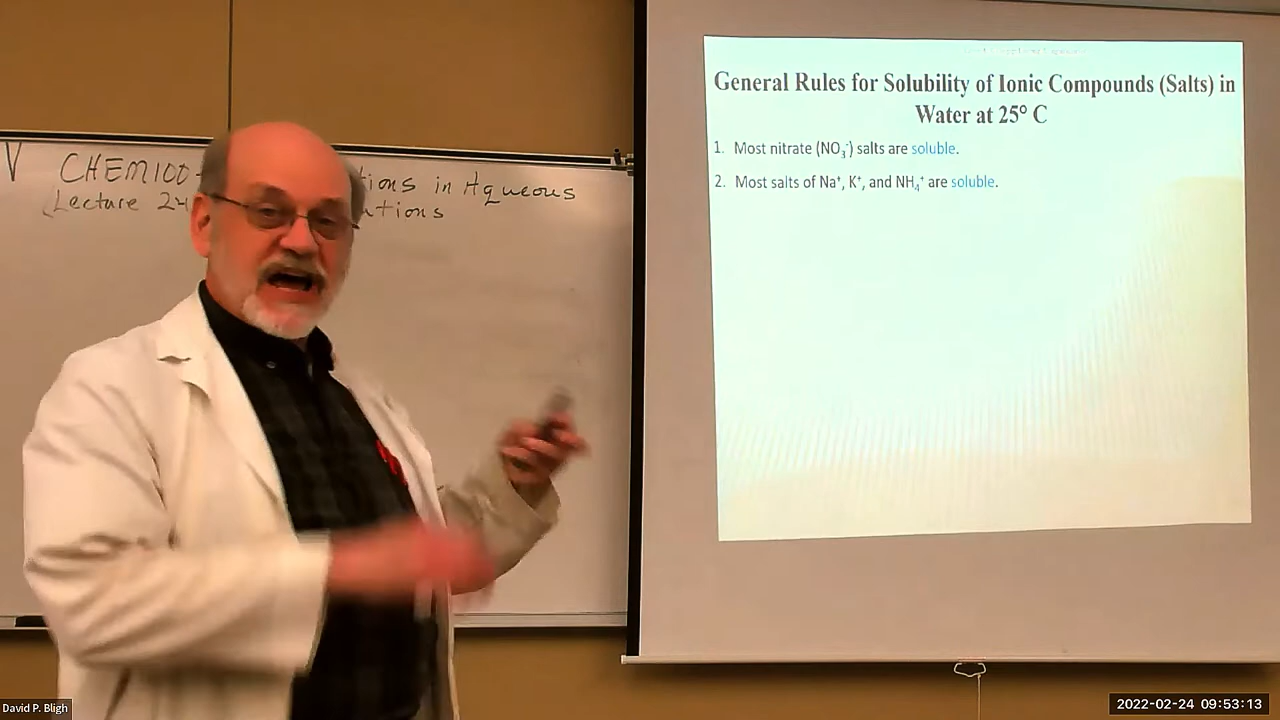 General Rules for Solubility of Ionic Compounds (Salts) in
Water at 25° C
1. Most nitrate (NO₃⁻) salts are soluble.
2. Most salts of Na⁺, K⁺, and NH₄⁺ are soluble.
V CHEM100- tions in Aqueous
(Lecture 24 utions
David P. Bligh
2022-02-24 09:53:13